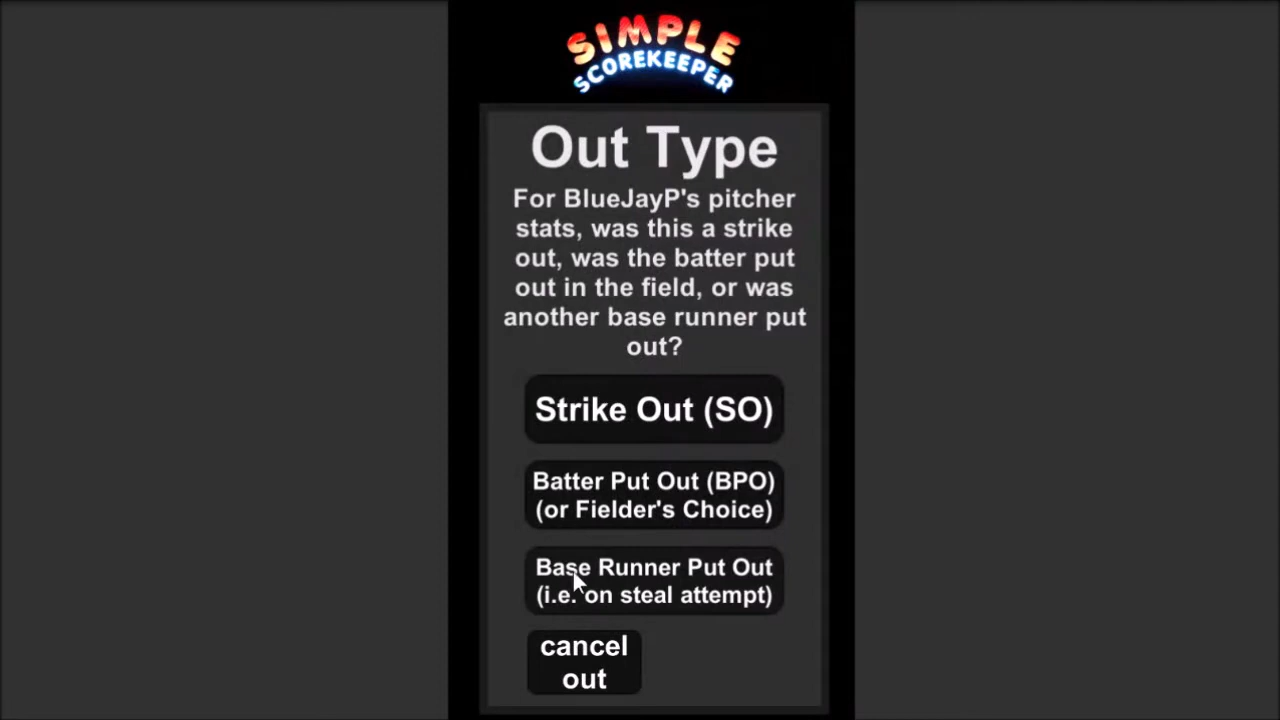 SIMPLE
SCOREKEEPER
Out Type
For BlueJayP's pitcher
stats, was this a strike
out, was the batter put
out in the field, or was
another base runner put
out?
Strike Out (SO)
Batter Put Out (BPO)
(or Fielder's Choice)
Base Runner Put Out
(i.e. on steal attempt)
cancel
out